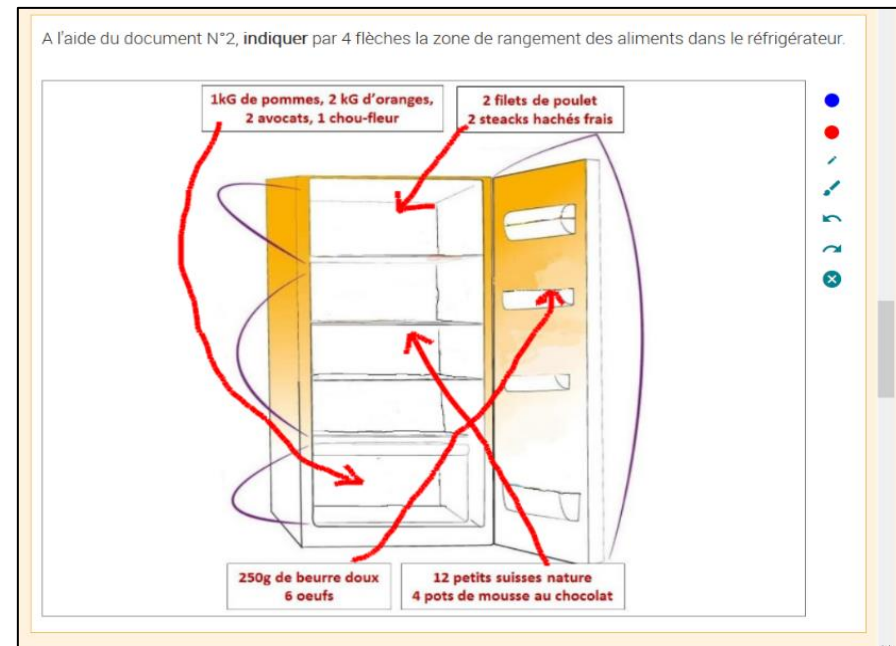 A l'aide du document N°2, indiquer par 4 flèches la zone de rangement des aliments dans le réfrigérateur.
1kG de pommes, 2 kG d'oranges,
2 avocats, 1 chou-fleur
2 filets de poulet
2 steacks hachés frais
250g de beurre doux
6 oeufs
12 petits suisses nature
4 pots de mousse au chocolat